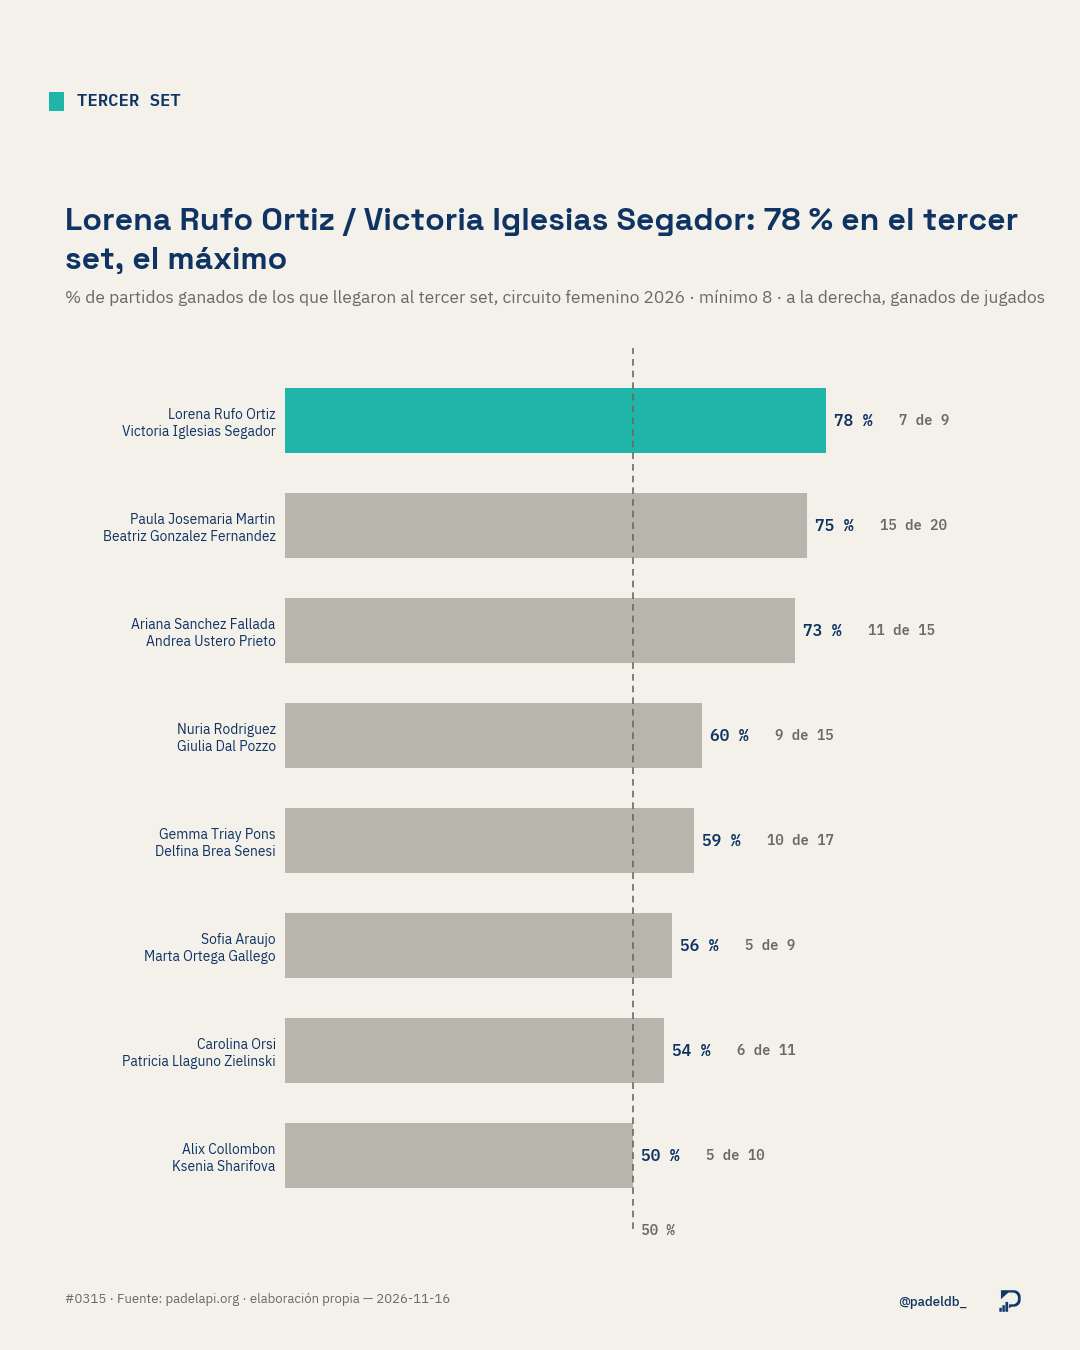 TERCER SET
Lorena Rufo Ortiz / Victoria Iglesias Segador: 78 % en el tercer
set, el máximo
% de partidos ganados de los que llegaron al tercer set, circuito femenino 2026 · mínimo 8 · a la derecha, ganados de jugados
Lorena Rufo Ortiz
Victoria Iglesias Segador
78 % 7 de 9
Paula Josemaria Martin
Beatriz Gonzalez Fernandez
75 % 15 de 20
Ariana Sanchez Fallada
Andrea Ustero Prieto
73 % 11 de 15
Nuria Rodriguez
Giulia Dal Pozzo
60 % 9 de 15
Gemma Triay Pons
Delfina Brea Senesi
59 % 10 de 17
Sofia Araujo
Marta Ortega Gallego
56 % 5 de 9
Carolina Orsi
Patricia Llaguno Zielinski
54 % 6 de 11
Alix Collombon
Ksenia Sharifova
50 % 5 de 10
50 %
#0315 · Fuente: padelapi.org · elaboración propia — 2026-11-16
@padeldb_